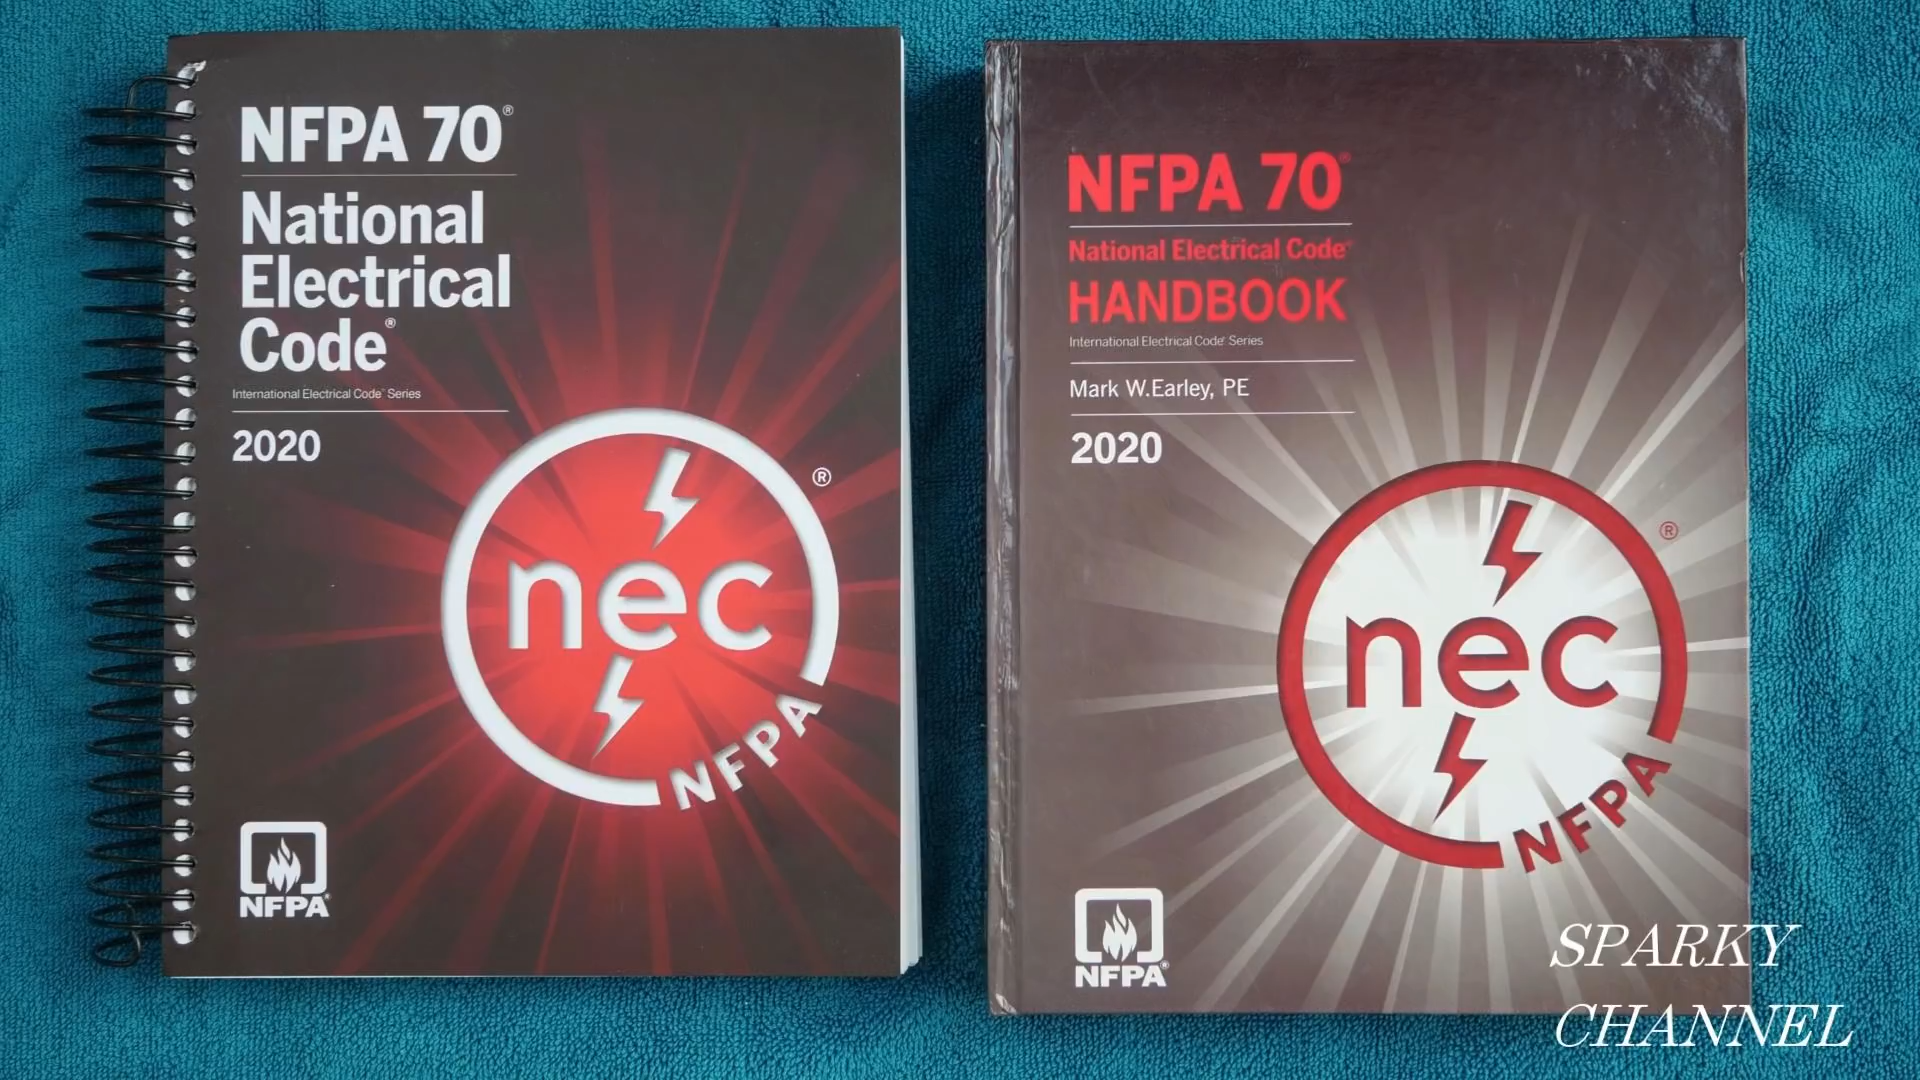 NFPA 70®
National
Electrical
Code®
International Electrical Code® Series
2020
®
nec
NFPA
NFPA
NFPA 70®
National Electrical Code®
HANDBOOK
International Electrical Code® Series
Mark W.Earley, PE
2020
®
nec
NFPA
NFPA®
SPARKY
CHANNEL